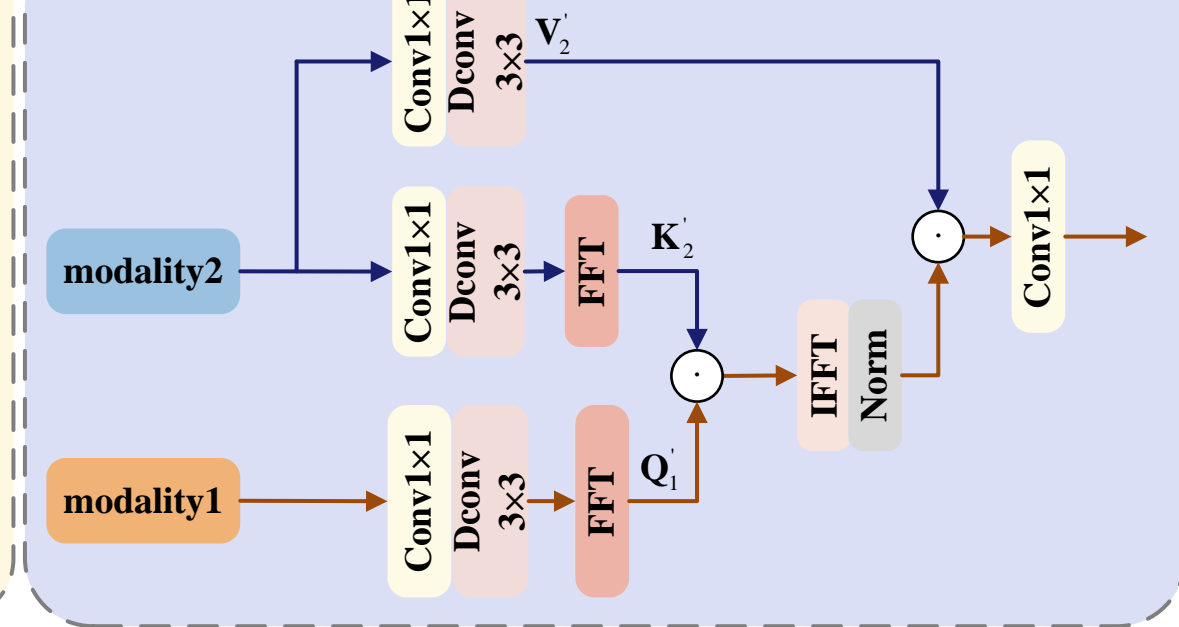 Conv1×1
Dconv
3×3
V'₂
modality2
Conv1×1
Dconv
3×3
FFT
K'₂
Conv1×1
IFFT
Norm
modality1
Conv1×1
Dconv
3×3
FFT
Q'₁